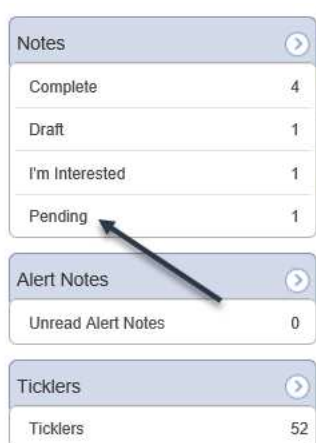 Notes
Complete 4
Draft 1
I'm Interested 1
Pending 1
Alert Notes
Unread Alert Notes 0
Ticklers
Ticklers 52